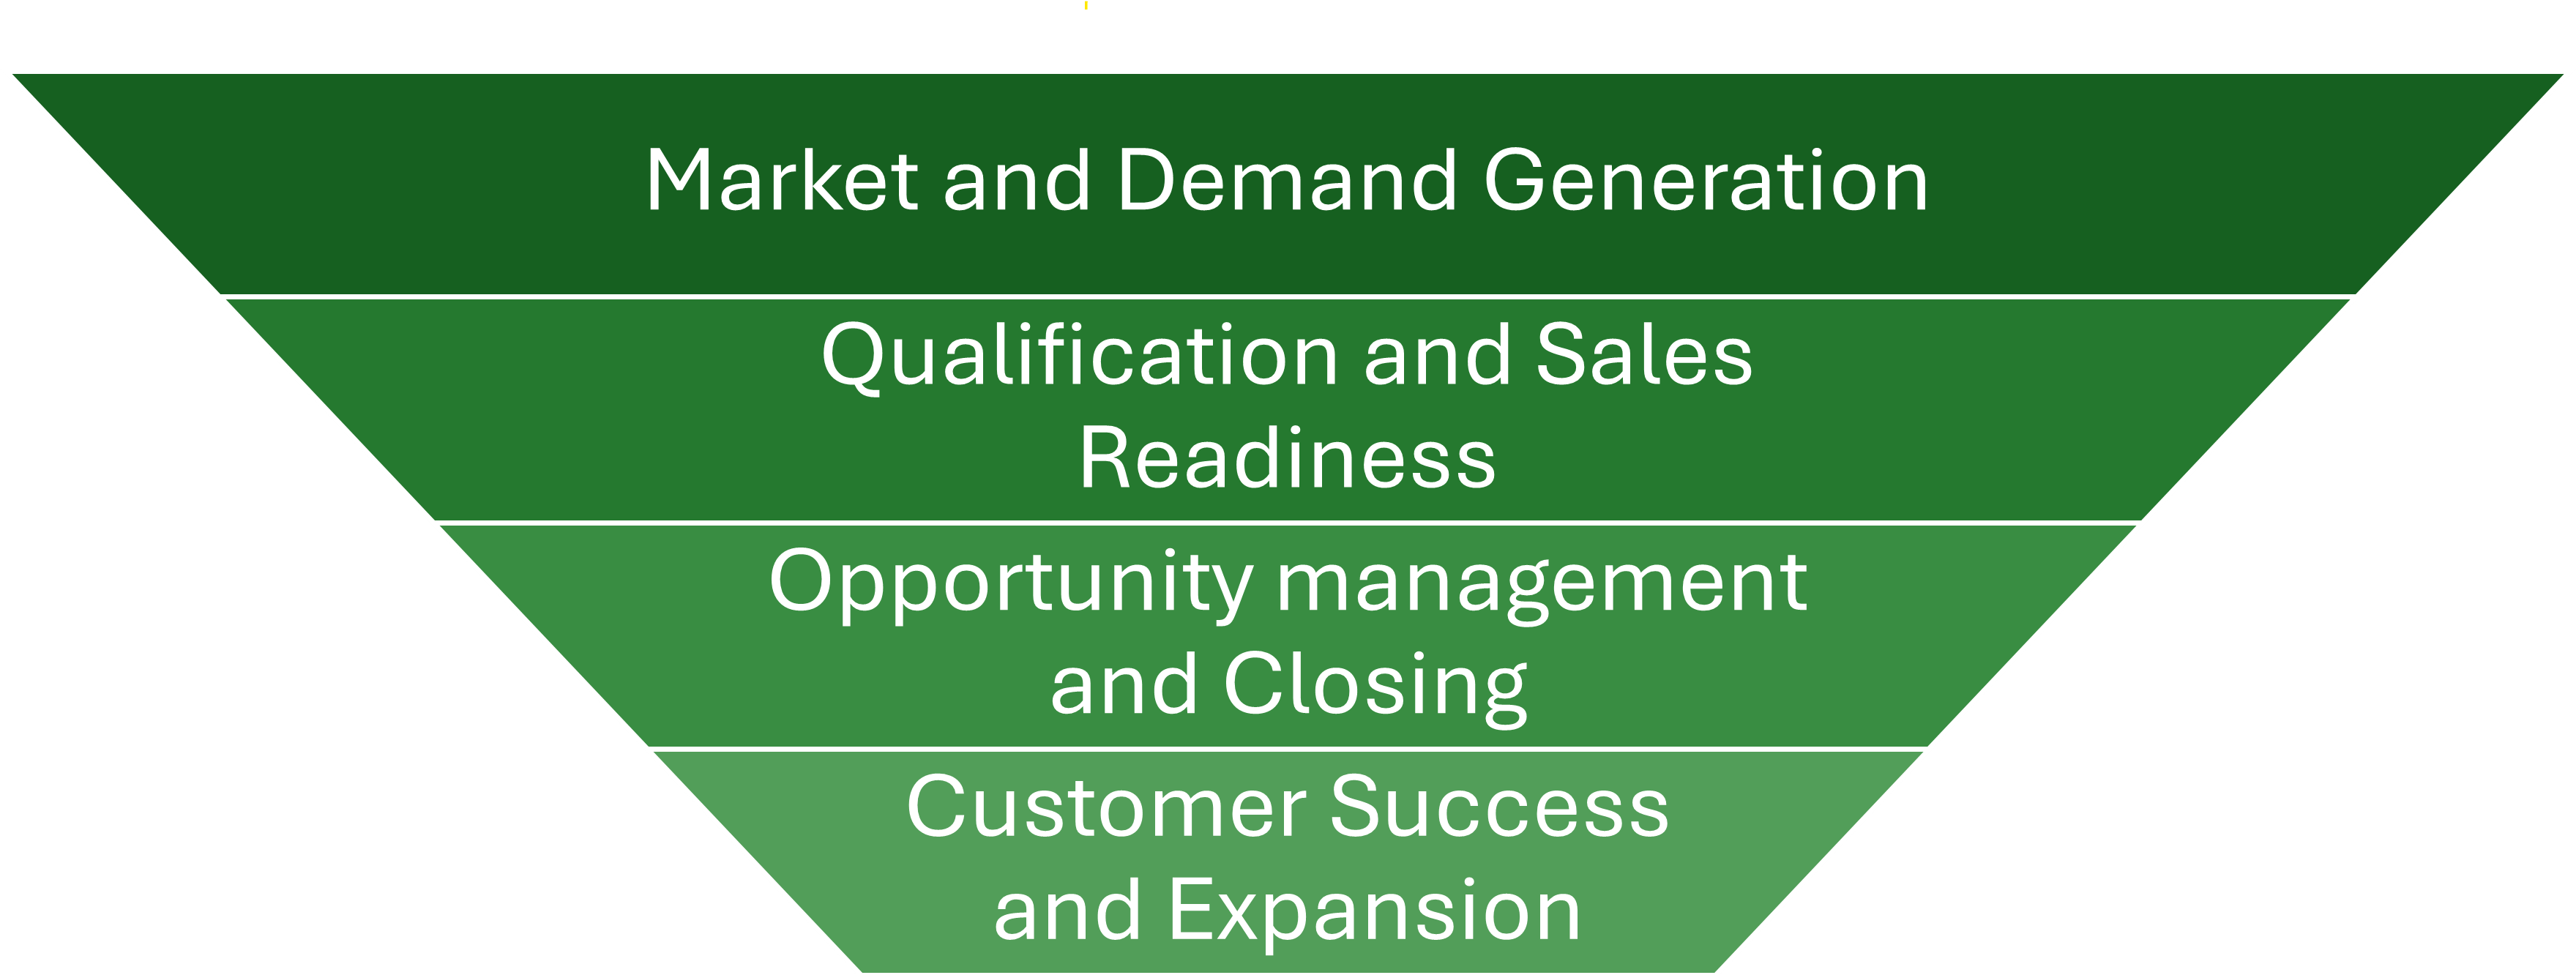 Market and Demand Generation
Qualification and Sales
Readiness
Opportunity management
and Closing
Customer Success
and Expansion